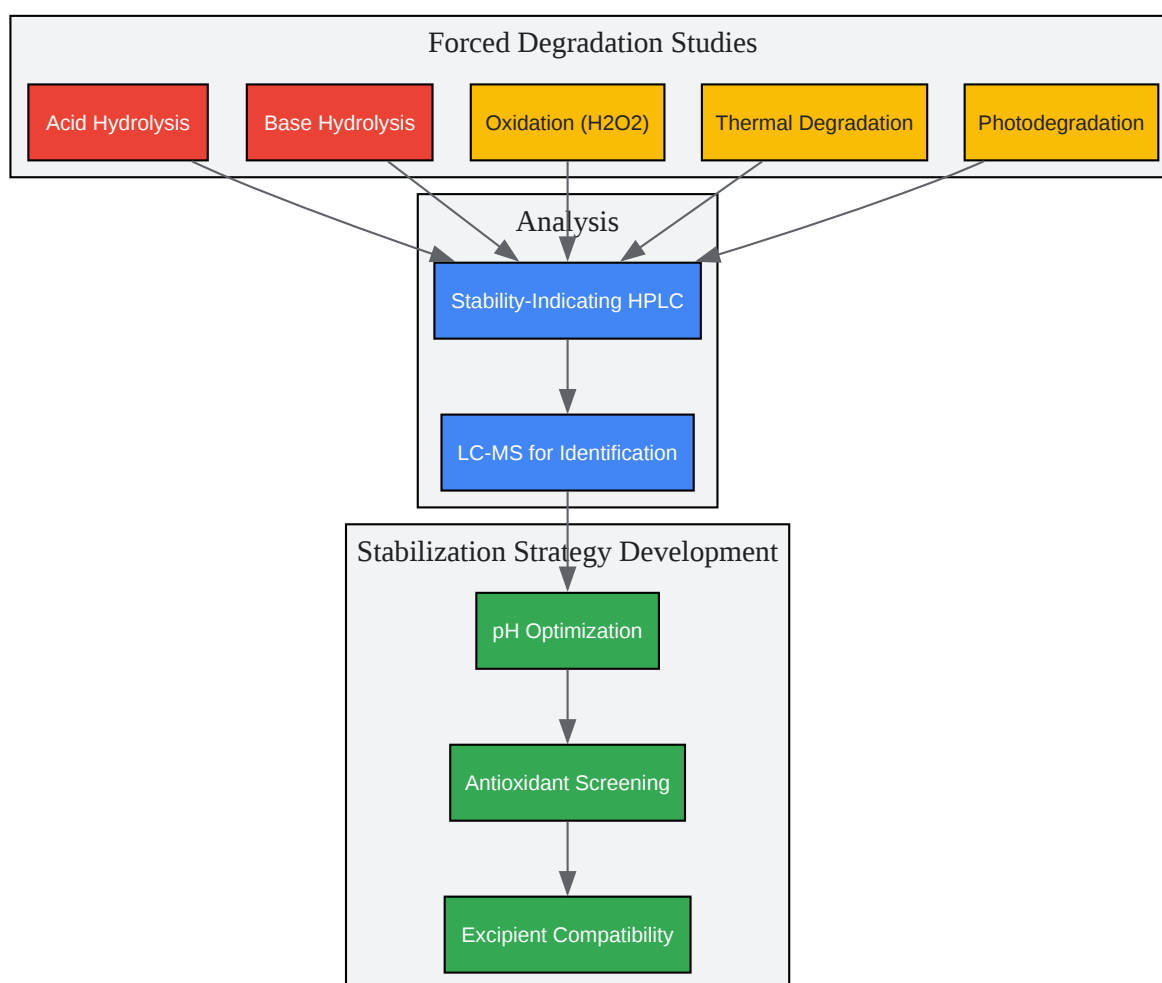 Forced Degradation Studies
Acid Hydrolysis
Base Hydrolysis
Oxidation (H2O2)
Thermal Degradation
Photodegradation
Analysis
Stability-Indicating HPLC
LC-MS for Identification
Stabilization Strategy Development
pH Optimization
Antioxidant Screening
Excipient Compatibility